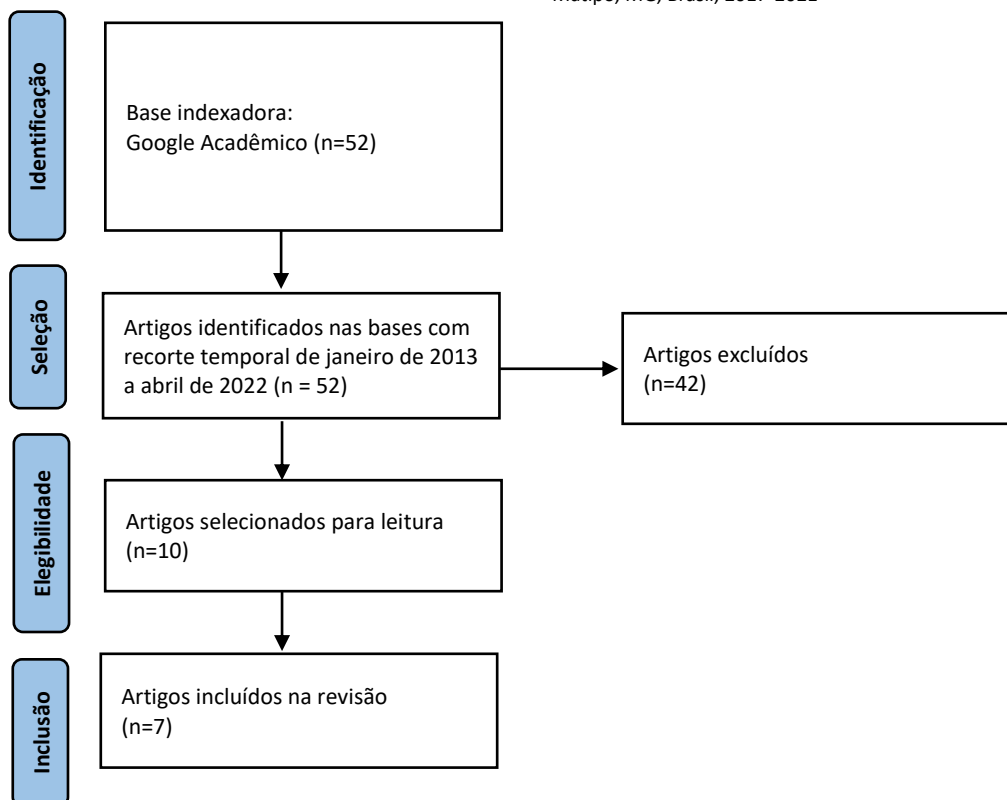 Identificação
Base indexadora:
Google Acadêmico (n=52)
Seleção
Artigos identificados nas bases com
recorte temporal de janeiro de 2013
a abril de 2022 (n = 52)
Artigos excluídos
(n=42)
Elegibilidade
Artigos selecionados para leitura
(n=10)
Inclusão
Artigos incluídos na revisão
(n=7)